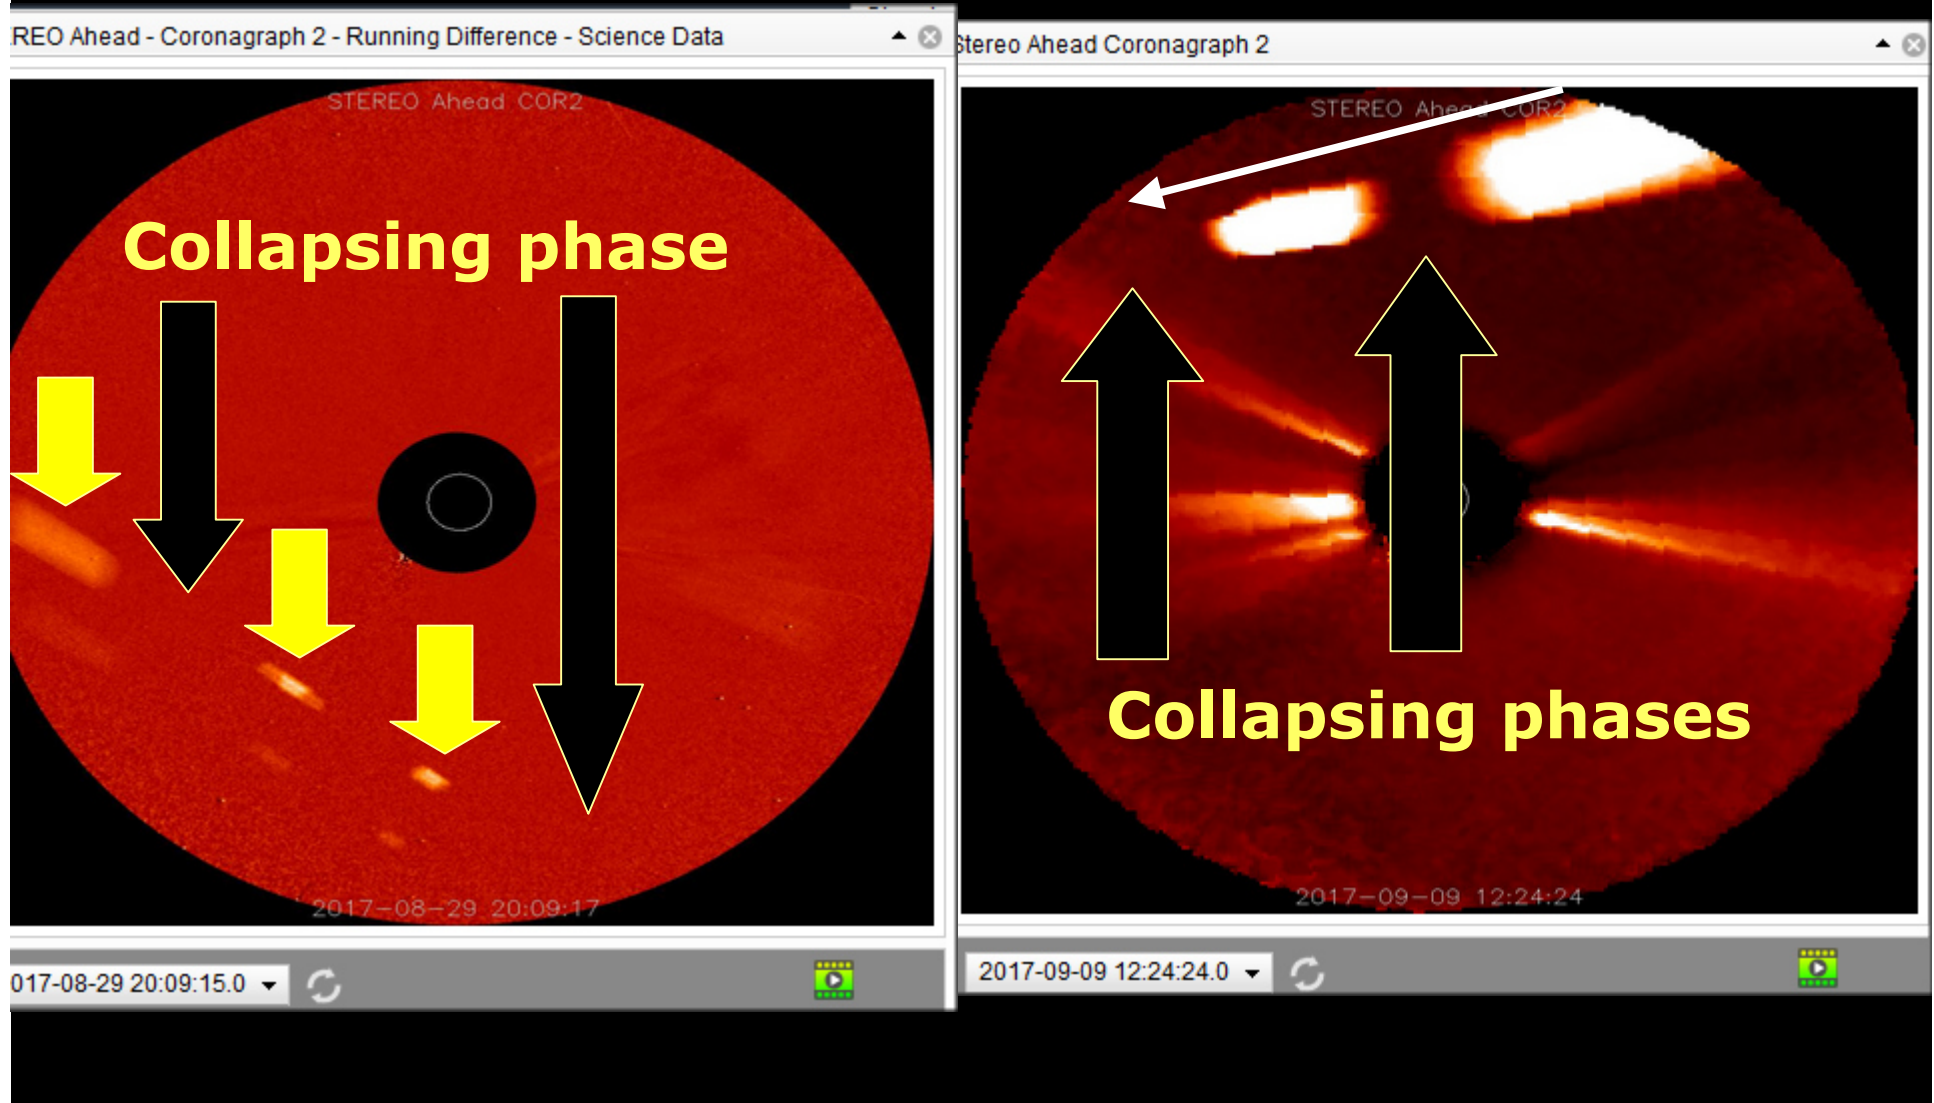 REO Ahead - Coronagraph 2 - Running Difference - Science Data
STEREO Ahead COR2
Collapsing phase
2017-08-29 20:09:17
017-08-29 20:09:15.0
Stereo Ahead Coronagraph 2
STEREO Ahead COR2
Collapsing phases
2017-09-09 12:24:24
2017-09-09 12:24:24.0